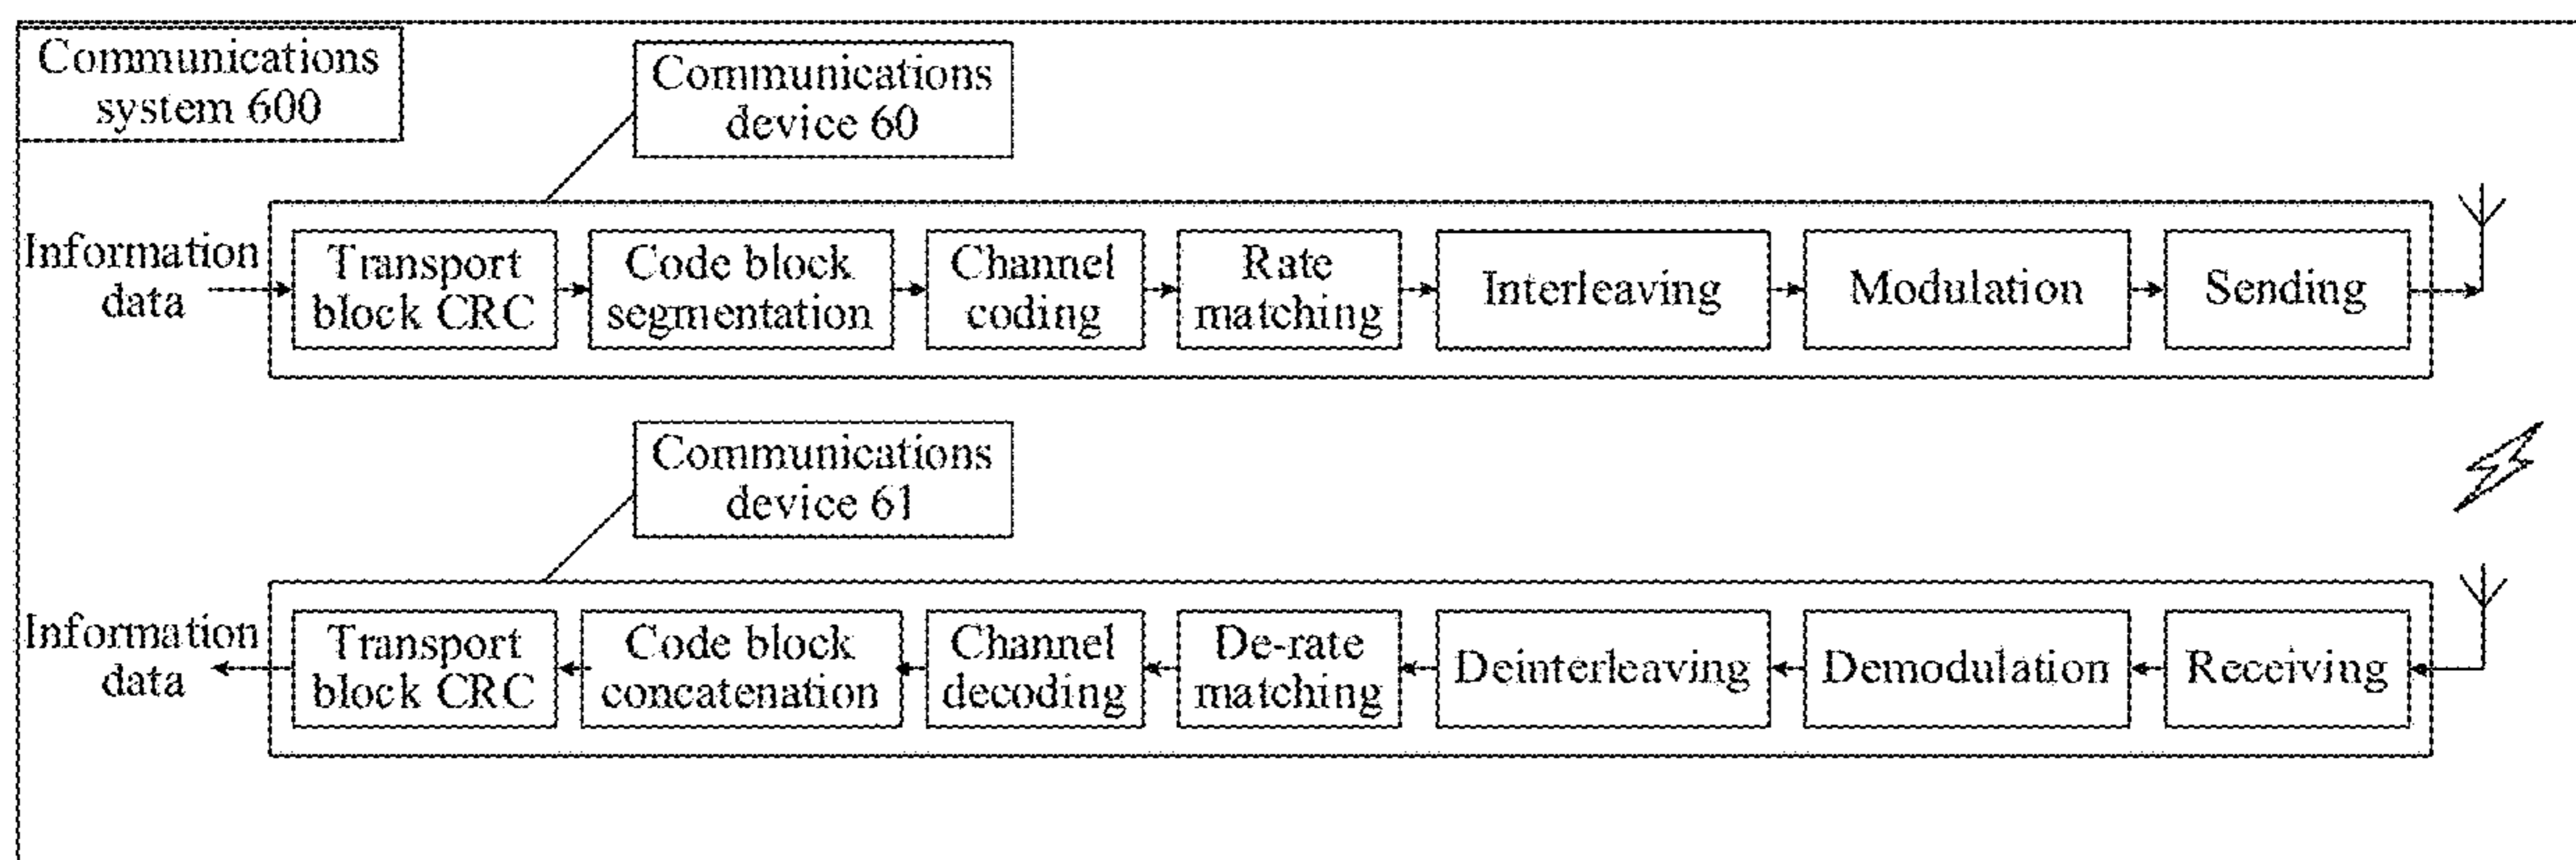 Communications
system 600
Communications
device 60
Information
data
Transport
block CRC
Code block
segmentation
Channel
coding
Rate
matching
Interleaving
Modulation
Sending
Communications
device 61
Information
data
Transport
block CRC
Code block
concatenation
Channel
decoding
De-rate
matching
Deinterleaving
Demodulation
Receiving